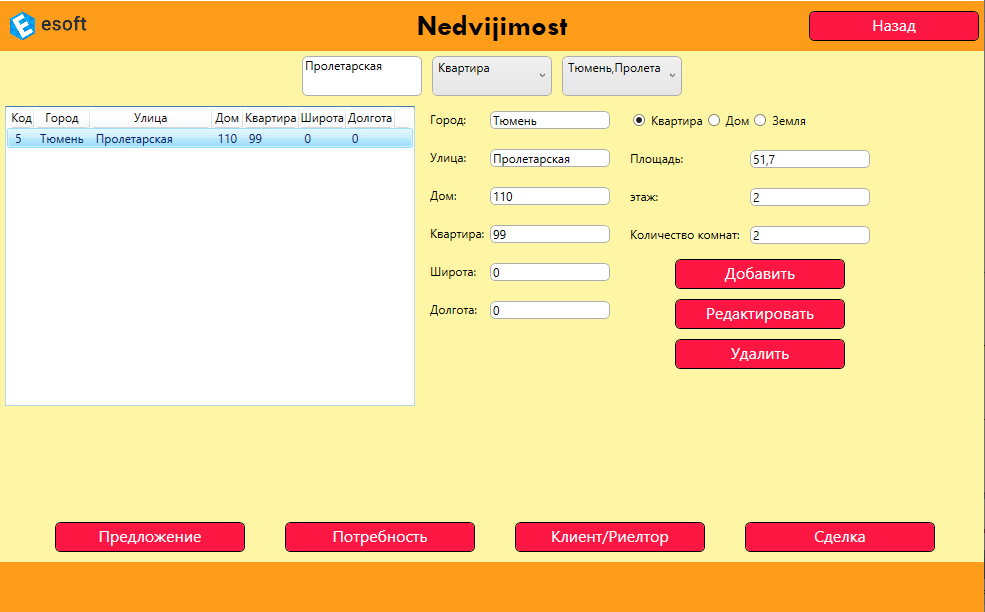 esoft
Nedvijimost
Назад
Пролетарская
Квартира
Тюмень,Пролета
Код Город Улица Дом Квартира Широта Долгота
5 Тюмень Пролетарская 110 99 0 0
Город: Тюмень
Квартира Дом Земля
Улица: Пролетарская
Площадь: 51,7
Дом: 110
этаж: 2
Квартира: 99
Количество комнат: 2
Широта: 0
Добавить
Долгота: 0
Редактировать
Удалить
Предложение
Потребность
Клиент/Риелтор
Сделка